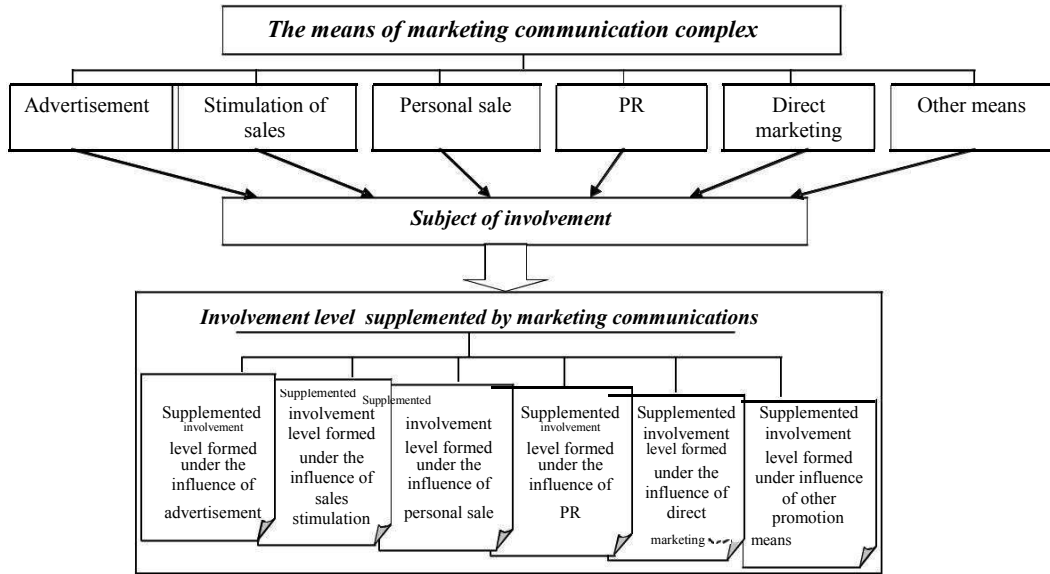 The means of marketing communication complex
Advertisement
Stimulation of
sales
Personal sale
PR
Direct
marketing
Other means
Subject of involvement
Involvement level supplemented by marketing communications
Supplemented
involvement
level formed
under the
influence of
advertisement
Supplemented
involvement
level formed
under the
influence of
sales
stimulation
Supplemented
involvement
level formed
under the
influence of
personal sale
Supplemented
involvement
level formed
under the
influence of
PR
Supplemented
involvement
level formed
under the
influence of
direct
marketing
Supplemented
involvement
level formed
under influence
of other
promotion
means